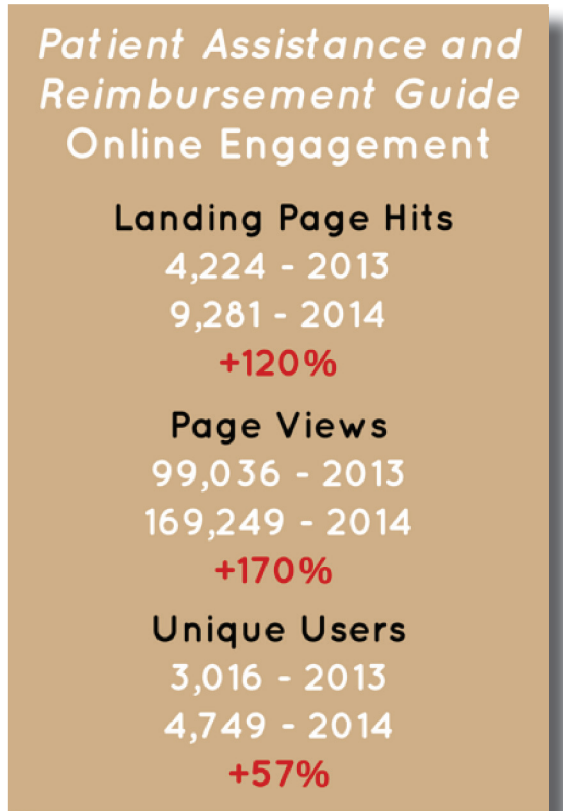 Patient Assistance and
Reimbursement Guide
Online Engagement
Landing Page Hits
4,224 - 2013
9,281 - 2014
+120%
Page Views
99,036 - 2013
169,249 - 2014
+170%
Unique Users
3,016 - 2013
4,749 - 2014
+57%